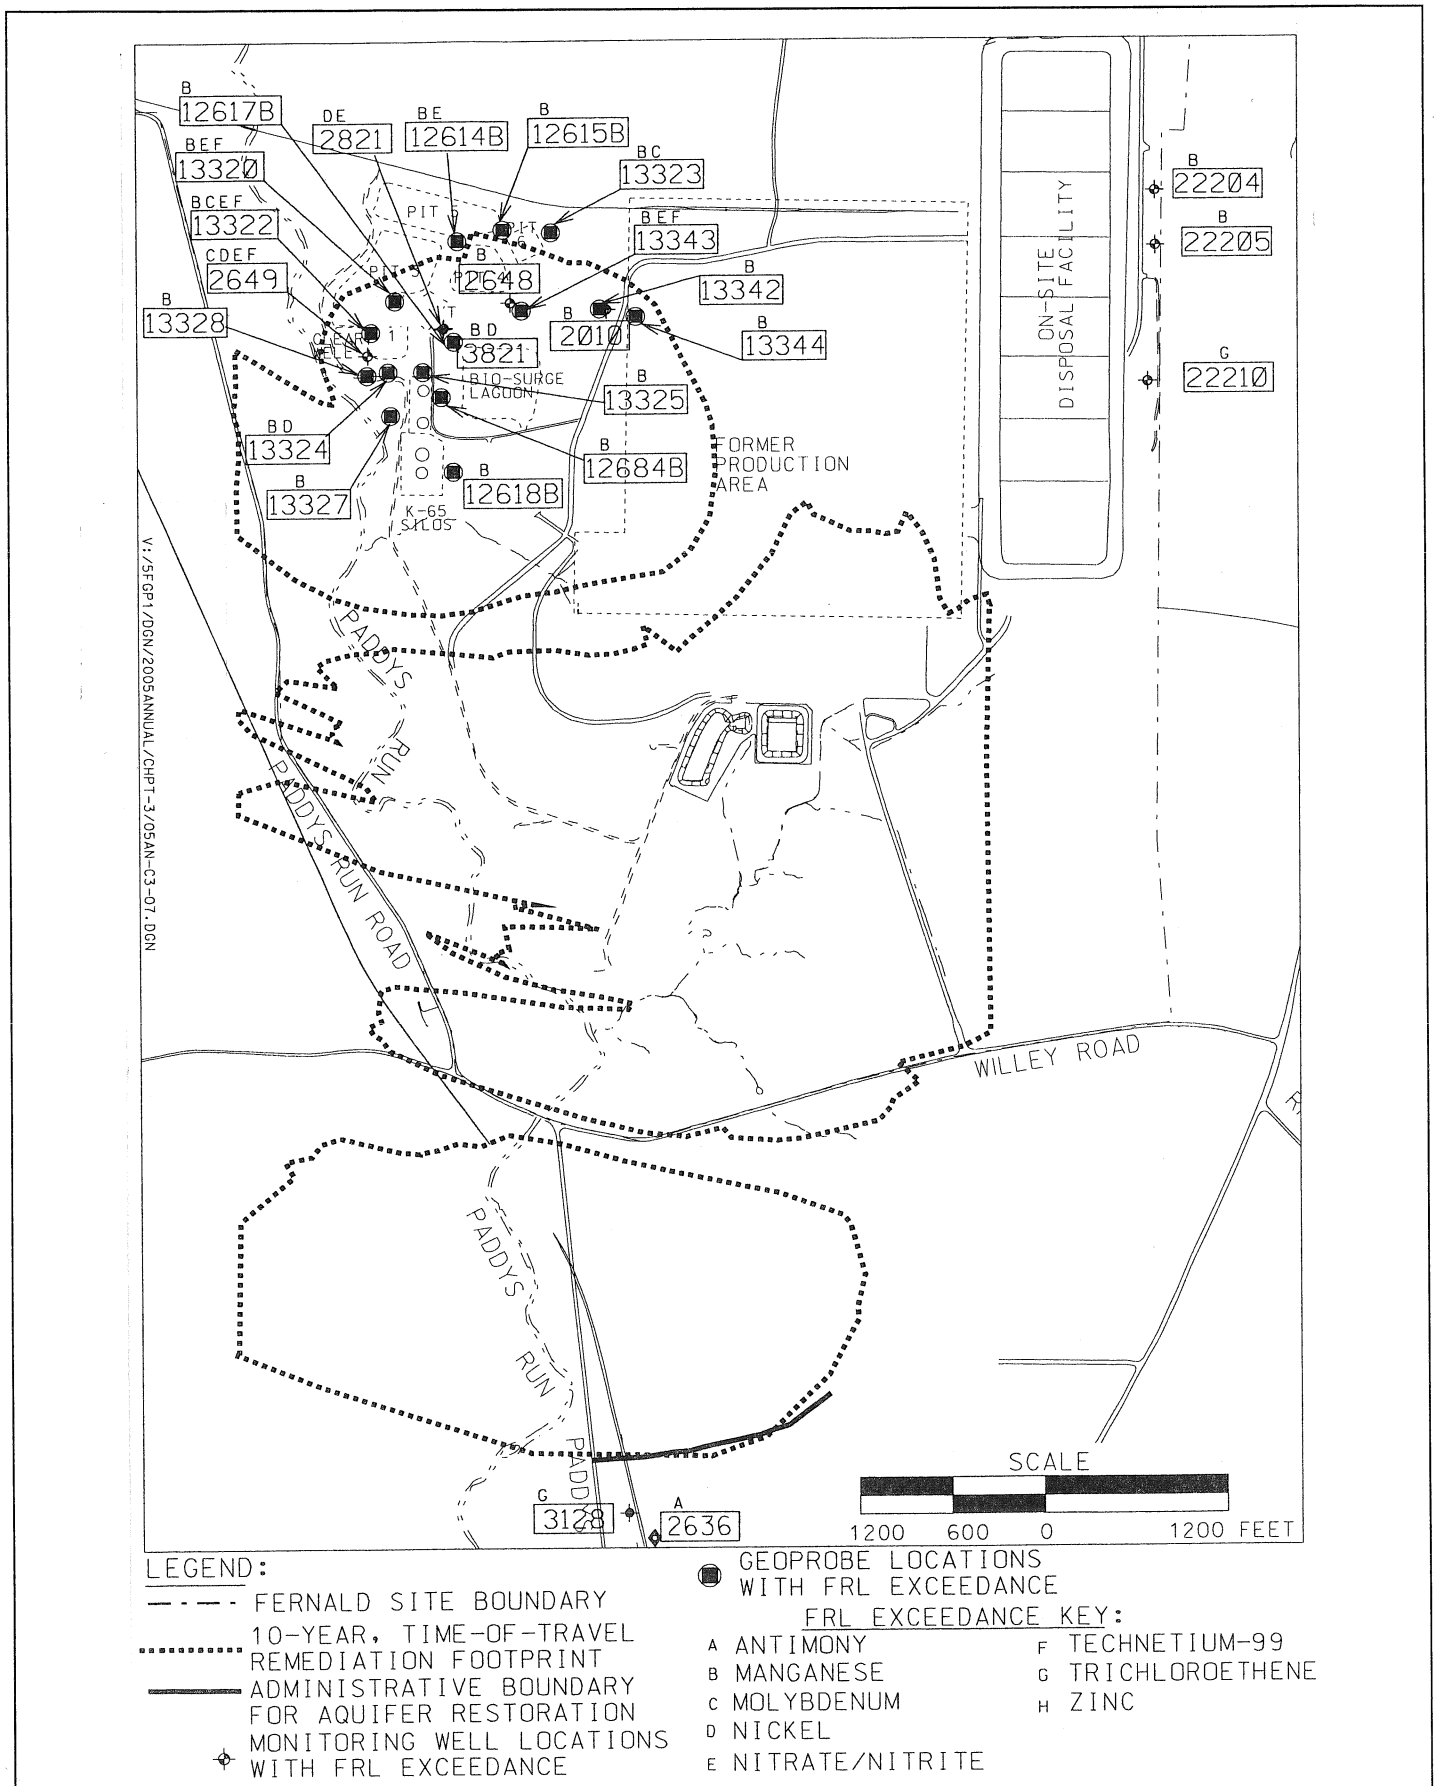 B
12617B
DE
2821
BE
12614B
B
12615B
BC
13323
BEF
13320
BCEF
13322
CDEF
2649
B
13328
BEF
13343
B
2648
B
13342
B
2010
B
13344
BD
3821
B
13325
B
12684B
BD
13324
B
13327
B
12618B
B
22204
B
22205
G
22210
PIT 5
PIT 3
1
BIO-SURGE
LAGOON
K-65
SILOS
FORMER
PRODUCTION
AREA
ON-SITE
DISPOSAL FACILITY
V:/5FGP1/DGN/2005ANNUAL/CHPT-3/05AN-C3-07.DGN
PADDYS
RUN
PADDYS RUN ROAD
WILLEY ROAD
PADDYS
RUN
G
3128
A
2636
SCALE
1200 600 0 1200 FEET
LEGEND:
FERNALD SITE BOUNDARY
10-YEAR, TIME-OF-TRAVEL
REMEDIATION FOOTPRINT
ADMINISTRATIVE BOUNDARY
FOR AQUIFER RESTORATION
MONITORING WELL LOCATIONS
WITH FRL EXCEEDANCE
GEOPROBE LOCATIONS
WITH FRL EXCEEDANCE
FRL EXCEEDANCE KEY:
A ANTIMONY
B MANGANESE
C MOLYBDENUM
D NICKEL
E NITRATE/NITRITE
F TECHNETIUM-99
G TRICHLOROETHENE
H ZINC